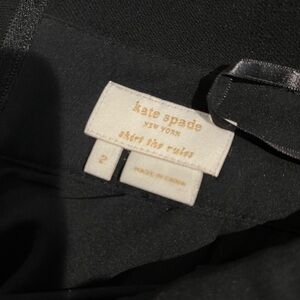 kate spade
NEW YORK
skirt the rules
2
MADE IN CHINA